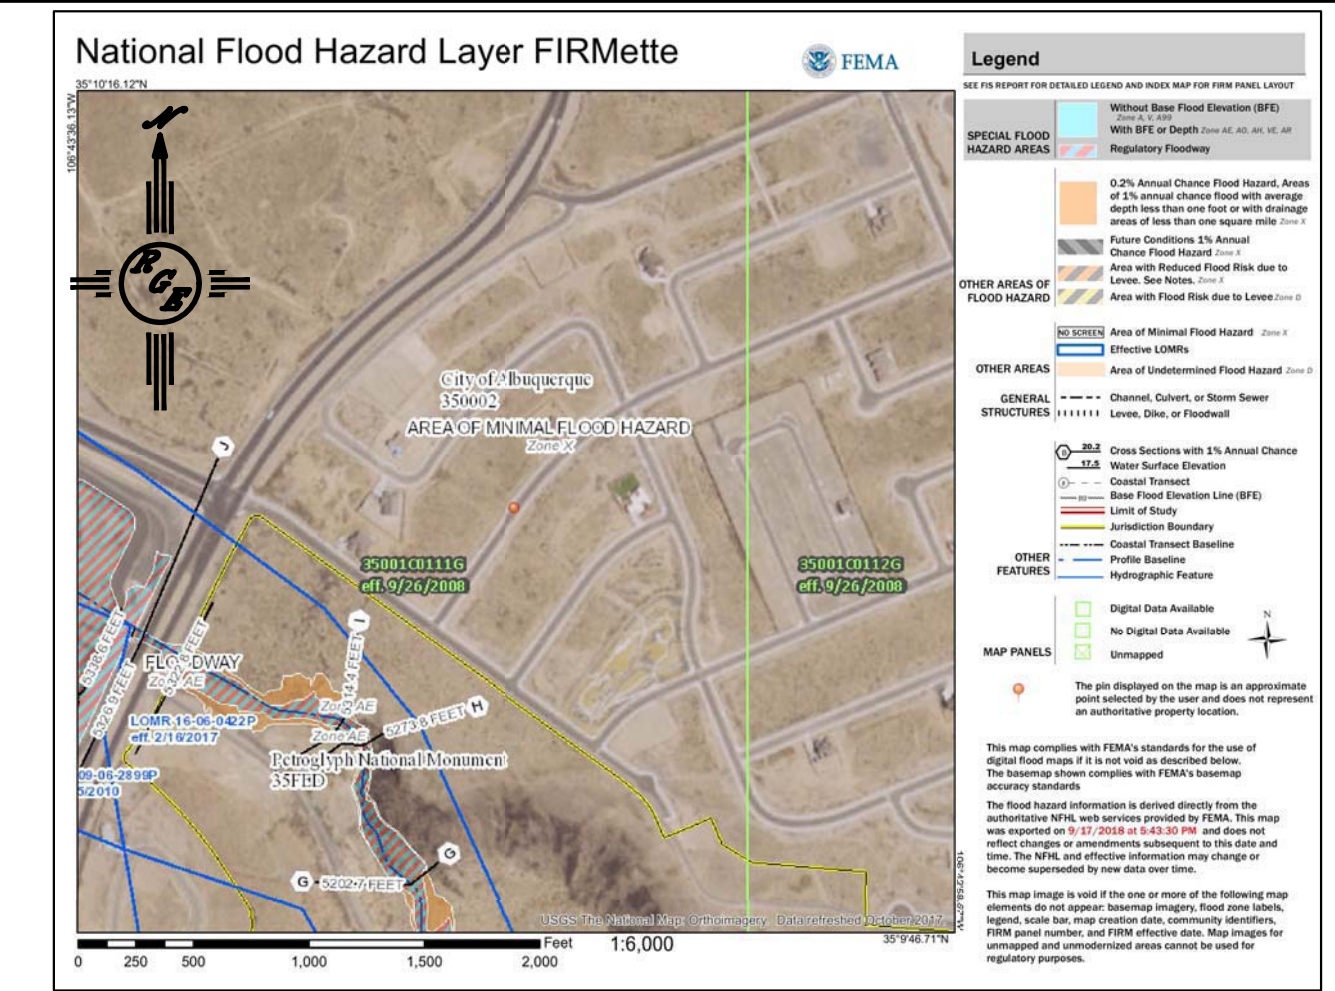 National Flood Hazard Layer FIRMette
FEMA
35°10'16.12"N
106°43'36.13"W
N
RGE
City of Albuquerque
350002
AREA OF MINIMAL FLOOD HAZARD
Zone X
J
35001C0111G
eff. 9/26/2008
35001C0112G
eff. 9/26/2008
5338.6 FEET
5326.9 FEET
FLOODWAY
Zone AE
I
5314.4 FEET
Zone AE
5273.8 FEET H
LOMR 16-06-0422P
eff. 2/16/2017
Zone AE
Petroglyph National Monument
35FED
09-06-2899P
5/2010
G
G 5202.7 FEET
USGS The National Map: Orthoimagery. Data refreshed October 2017.
106°42'58.67"W
35°9'46.71"N
Feet 1:6,000
0 250 500 1,000 1,500 2,000
Legend
SEE FIS REPORT FOR DETAILED LEGEND AND INDEX MAP FOR FIRM PANEL LAYOUT
SPECIAL FLOOD
HAZARD AREAS
Without Base Flood Elevation (BFE)
Zone A, V, A99
With BFE or Depth Zone AE, AO, AH, VE, AR
Regulatory Floodway
0.2% Annual Chance Flood Hazard, Areas
of 1% annual chance flood with average
depth less than one foot or with drainage
areas of less than one square mile Zone X
Future Conditions 1% Annual
Chance Flood Hazard Zone X
Area with Reduced Flood Risk due to
Levee. See Notes. Zone X
Area with Flood Risk due to Levee Zone D
OTHER AREAS OF
FLOOD HAZARD
NO SCREEN Area of Minimal Flood Hazard Zone X
Effective LOMRs
OTHER AREAS
Area of Undetermined Flood Hazard Zone D
GENERAL
STRUCTURES
Channel, Culvert, or Storm Sewer
Levee, Dike, or Floodwall
B 20.2 Cross Sections with 1% Annual Chance
17.5 Water Surface Elevation
8 Coastal Transect
Base Flood Elevation Line (BFE)
Limit of Study
Jurisdiction Boundary
Coastal Transect Baseline
OTHER
FEATURES
Profile Baseline
Hydrographic Feature
Digital Data Available
No Digital Data Available
Unmapped
MAP PANELS
N
The pin displayed on the map is an approximate
point selected by the user and does not represent
an authoritative property location.
This map complies with FEMA's standards for the use of
digital flood maps if it is not void as described below.
The basemap shown complies with FEMA's basemap
accuracy standards
The flood hazard information is derived directly from the
authoritative NFHL web services provided by FEMA. This map
was exported on 9/17/2018 at 5:43:30 PM and does not
reflect changes or amendments subsequent to this date and
time. The NFHL and effective information may change or
become superseded by new data over time.
This map image is void if the one or more of the following map
elements do not appear: basemap imagery, flood zone labels,
legend, scale bar, map creation date, community identifiers,
FIRM panel number, and FIRM effective date. Map images for
unmapped and unmodernized areas cannot be used for
regulatory purposes.